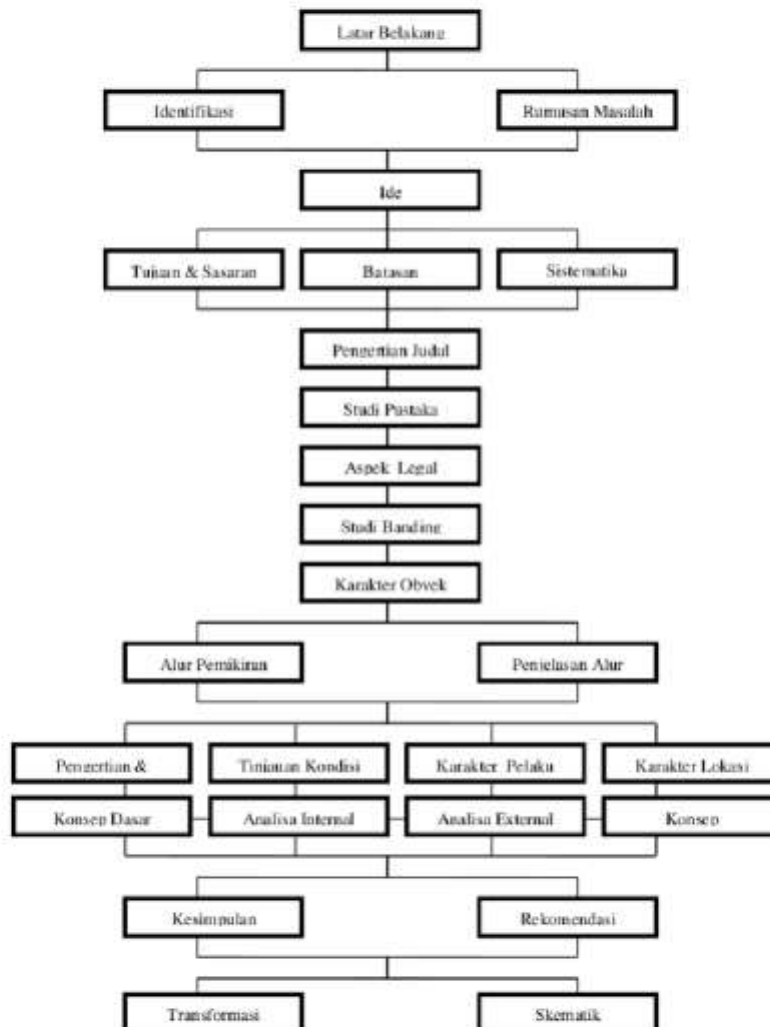 Latar Belakang
Identifikasi
Rumusan Masalah
Ide
Tujuan & Sasaran
Batasan
Sistematika
Pengertian Judul
Studi Pustaka
Aspek Legal
Studi Banding
Karakter Obyek
Alur Pemikiran
Penjelasan Alur
Pengertian &
Tinjauan Kondisi
Karakter Pelaku
Karakter Lokasi
Konsep Dasar
Analisa Internal
Analisa External
Konsep
Kesimpulan
Rekomendasi
Transformasi
Skematik